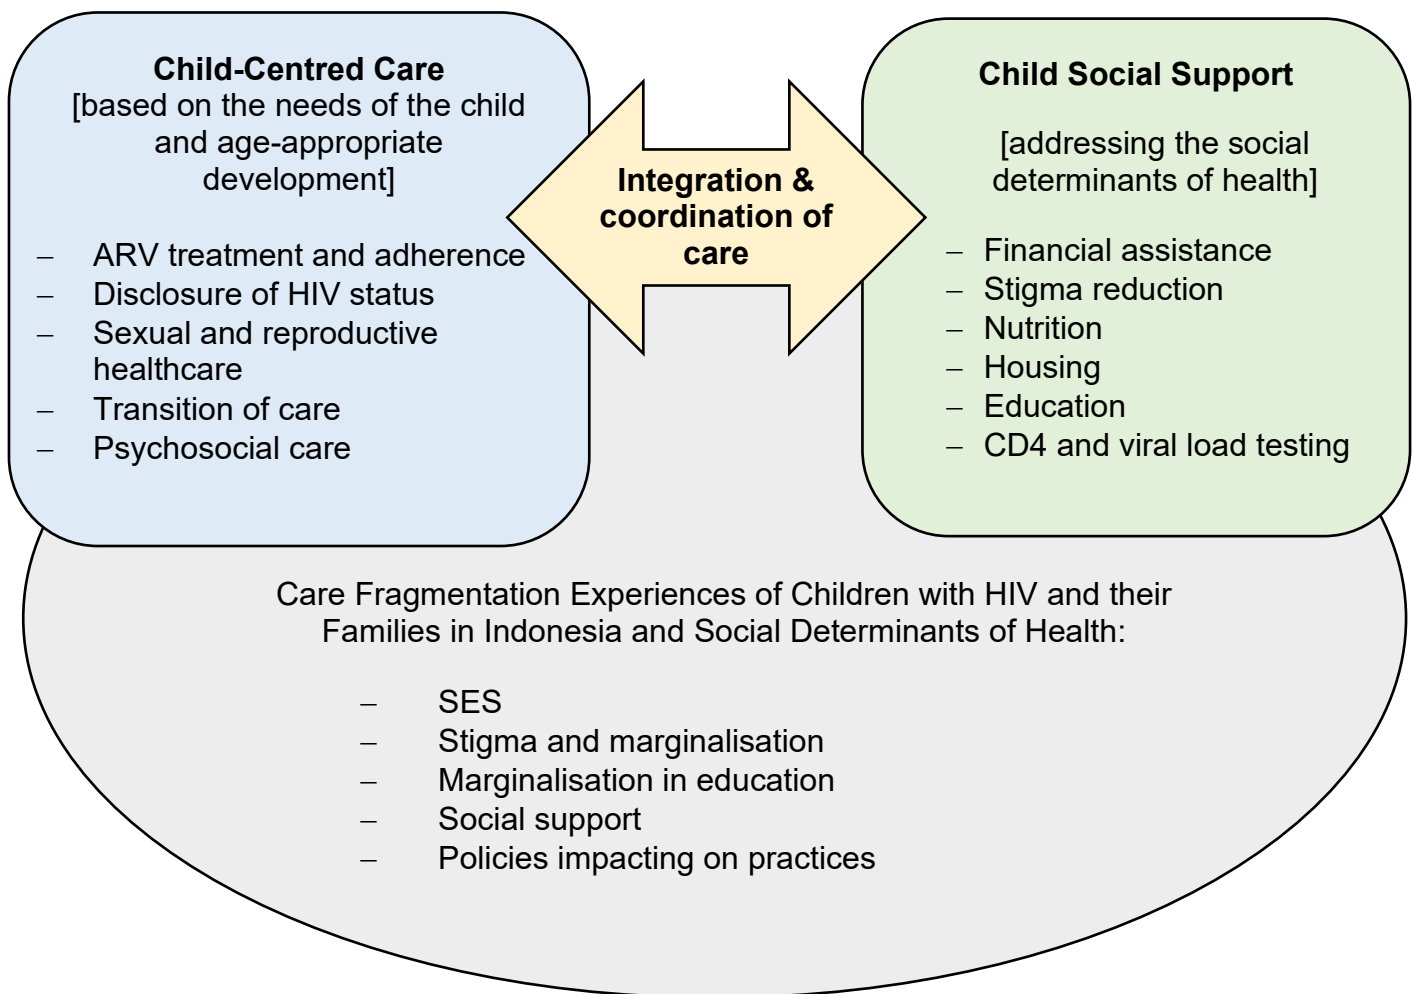 Child-Centred Care
[based on the needs of the child
and age-appropriate
development]
– ARV treatment and adherence
– Disclosure of HIV status
– Sexual and reproductive
healthcare
– Transition of care
– Psychosocial care
Integration &
coordination of
care
Child Social Support
[addressing the social
determinants of health]
– Financial assistance
– Stigma reduction
– Nutrition
– Housing
– Education
– CD4 and viral load testing
Care Fragmentation Experiences of Children with HIV and their
Families in Indonesia and Social Determinants of Health:
– SES
– Stigma and marginalisation
– Marginalisation in education
– Social support
– Policies impacting on practices